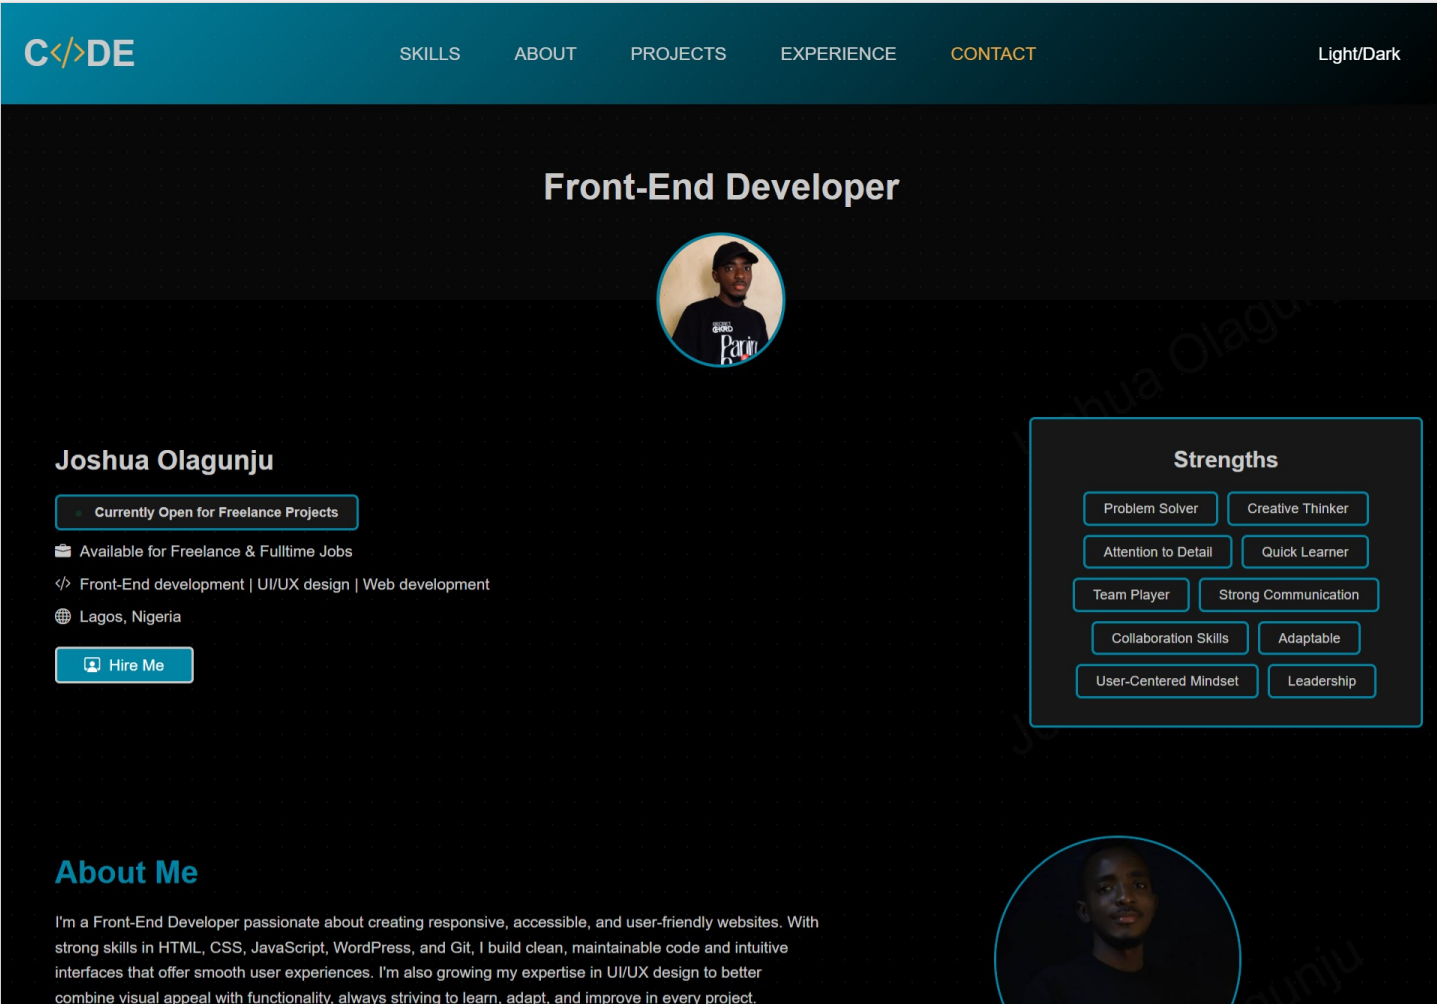 C</>DE
SKILLS ABOUT PROJECTS EXPERIENCE CONTACT Light/Dark
Front-End Developer
Joshua Olagunju
Joshua Olagunju
Currently Open for Freelance Projects
Available for Freelance & Fulltime Jobs
</> Front-End development | UI/UX design | Web development
Lagos, Nigeria
Hire Me
Strengths
Problem Solver Creative Thinker
Attention to Detail Quick Learner
Team Player Strong Communication
Collaboration Skills Adaptable
User-Centered Mindset Leadership
About Me
I'm a Front-End Developer passionate about creating responsive, accessible, and user-friendly websites. With
strong skills in HTML, CSS, JavaScript, WordPress, and Git, I build clean, maintainable code and intuitive
interfaces that offer smooth user experiences. I'm also growing my expertise in UI/UX design to better
combine visual appeal with functionality, always striving to learn, adapt, and improve in every project.